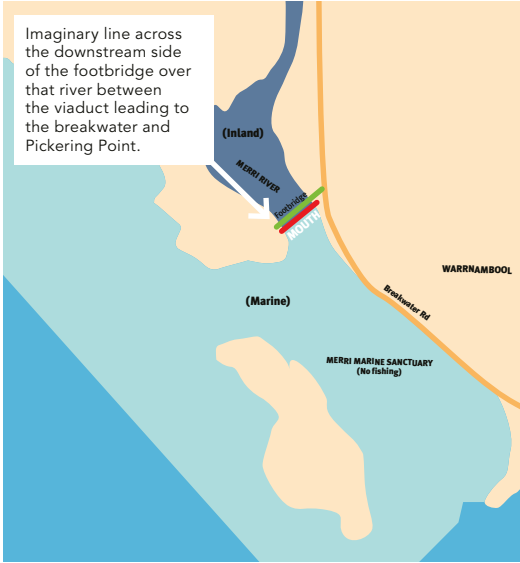 Imaginary line across
the downstream side
of the footbridge over
that river between
the viaduct leading to
the breakwater and
Pickering Point.
(Inland)
MERRI RIVER
Footbridge
MOUTH
WARRNAMBOOL
Breakwater Rd
(Marine)
MERRI MARINE SANCTUARY
(No fishing)